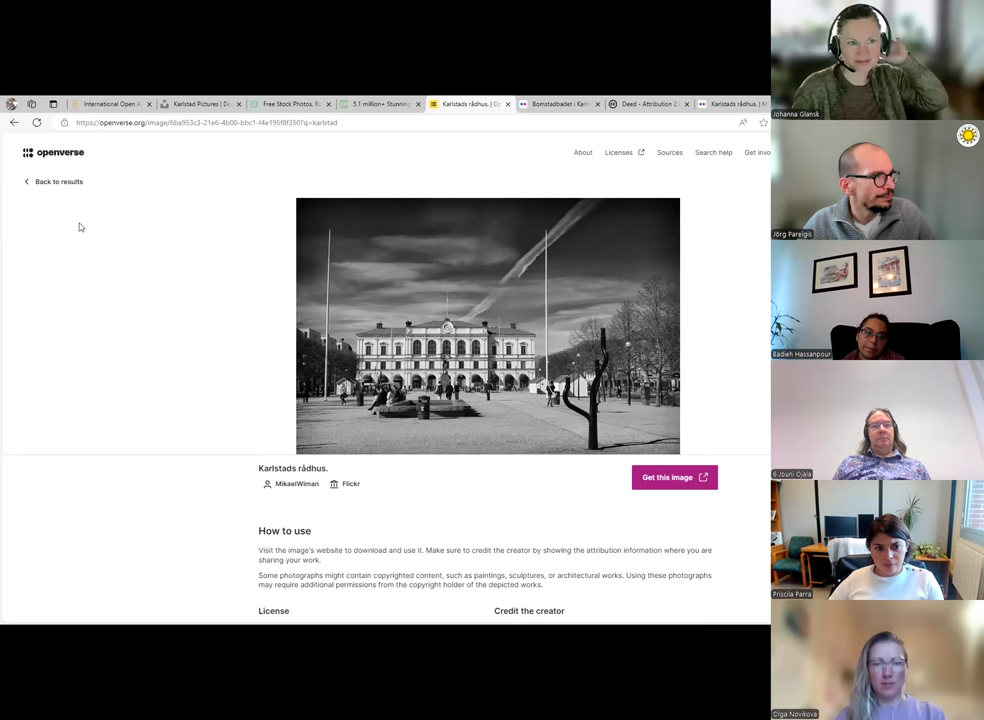 International Open A
Karlstad Pictures | Do
Free Stock Photos, Ro
5.1 million+ Stunning
Karlstads rådhus. | Op
Bomstadbadet i Karls
Deed - Attribution 2.
Karlstads rådhus. | M
https://openverse.org/image/6ba953c3-21e6-4b00-bbc1-f4e195f8f350?q=karlstad
openverse
About
Licenses
Sources
Search help
Get invo
Back to results
Karlstads rådhus.
MikaelWiman
Flickr
Get this image
How to use
Visit the image's website to download and use it. Make sure to credit the creator by showing the attribution information where you are
sharing your work.
Some photographs might contain copyrighted content, such as paintings, sculptures, or architectural works. Using these photographs
may require additional permissions from the copyright holder of the depicted works.
License
Credit the creator
Johanna Glansk
Jörg Pareigis
Badieh Hassanpour
6 Jouni Ojala
Priscila Parra
Olga Novikova